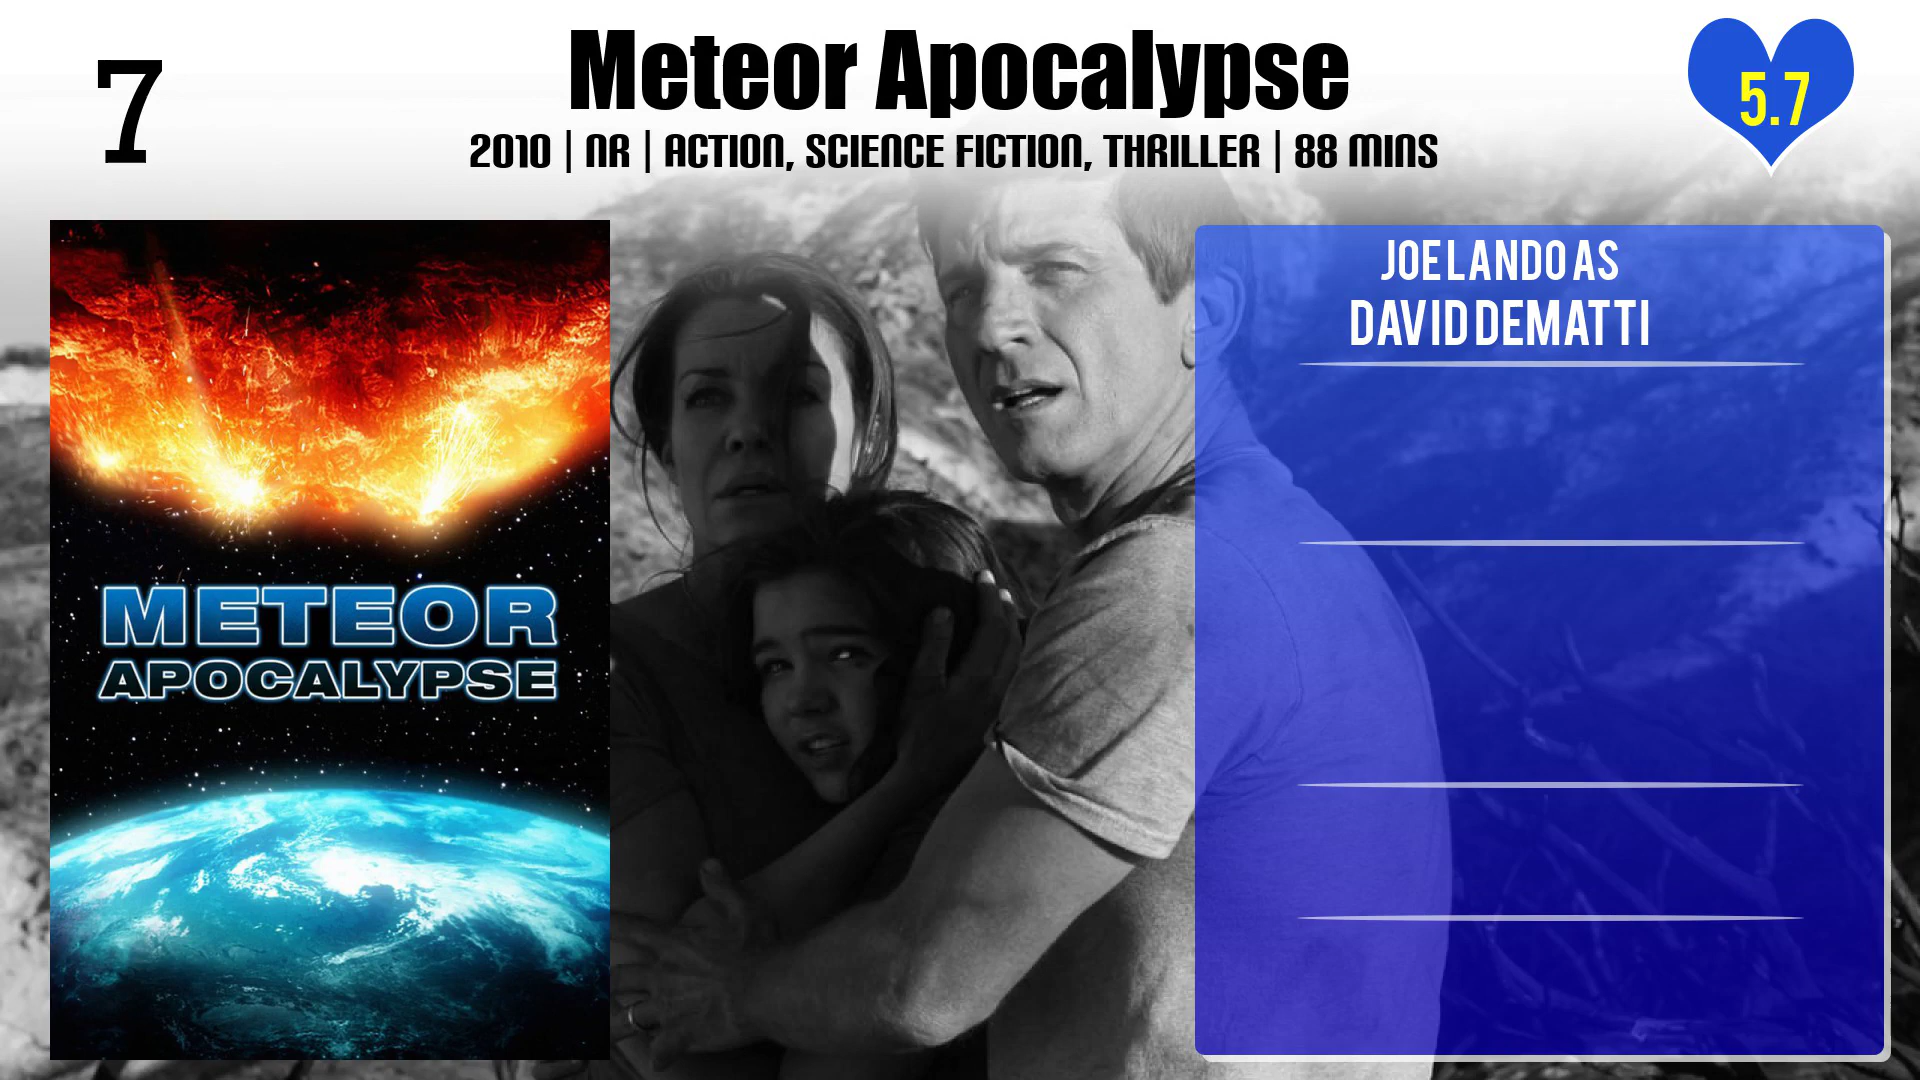 7
Meteor Apocalypse
2010 | NR | ACTION, SCIENCE FICTION, THRILLER | 88 MINS
5.7
METEOR
APOCALYPSE
JOE LANDO AS
DAVID DEMATTI